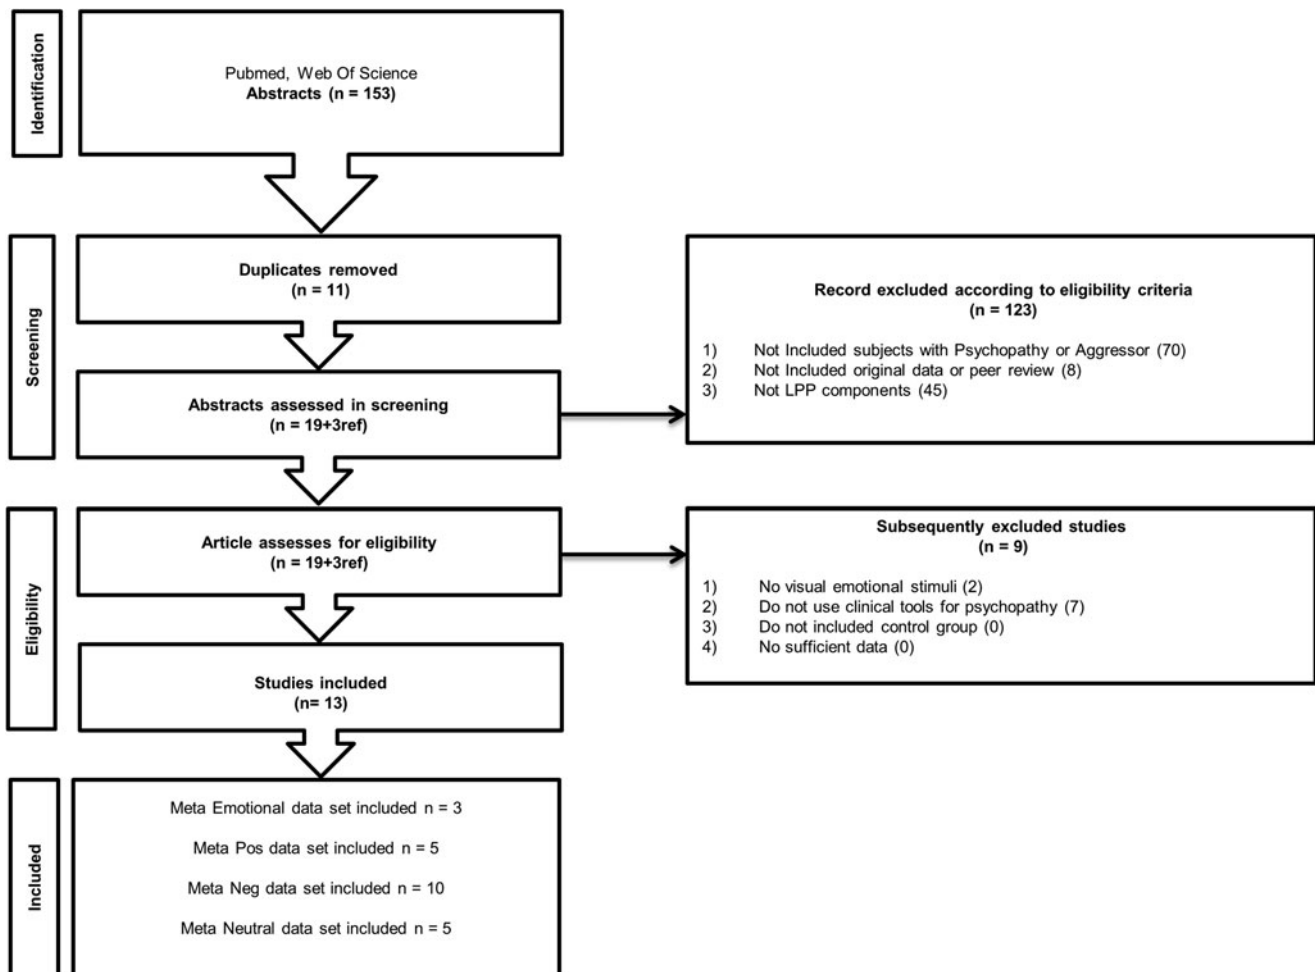 Identification
Pubmed, Web Of Science
Abstracts (n = 153)
Screening
Duplicates removed
(n = 11)
Abstracts assessed in screening
(n = 19+3ref)
Record excluded according to eligibility criteria
(n = 123)
1) Not Included subjects with Psychopathy or Aggressor (70)
2) Not Included original data or peer review (8)
3) Not LPP components (45)
Eligibility
Article assesses for eligibility
(n = 19+3ref)
Subsequently excluded studies
(n = 9)
1) No visual emotional stimuli (2)
2) Do not use clinical tools for psychopathy (7)
3) Do not included control group (0)
4) No sufficient data (0)
Studies included
(n= 13)
Included
Meta Emotional data set included n = 3
Meta Pos data set included n = 5
Meta Neg data set included n = 10
Meta Neutral data set included n = 5